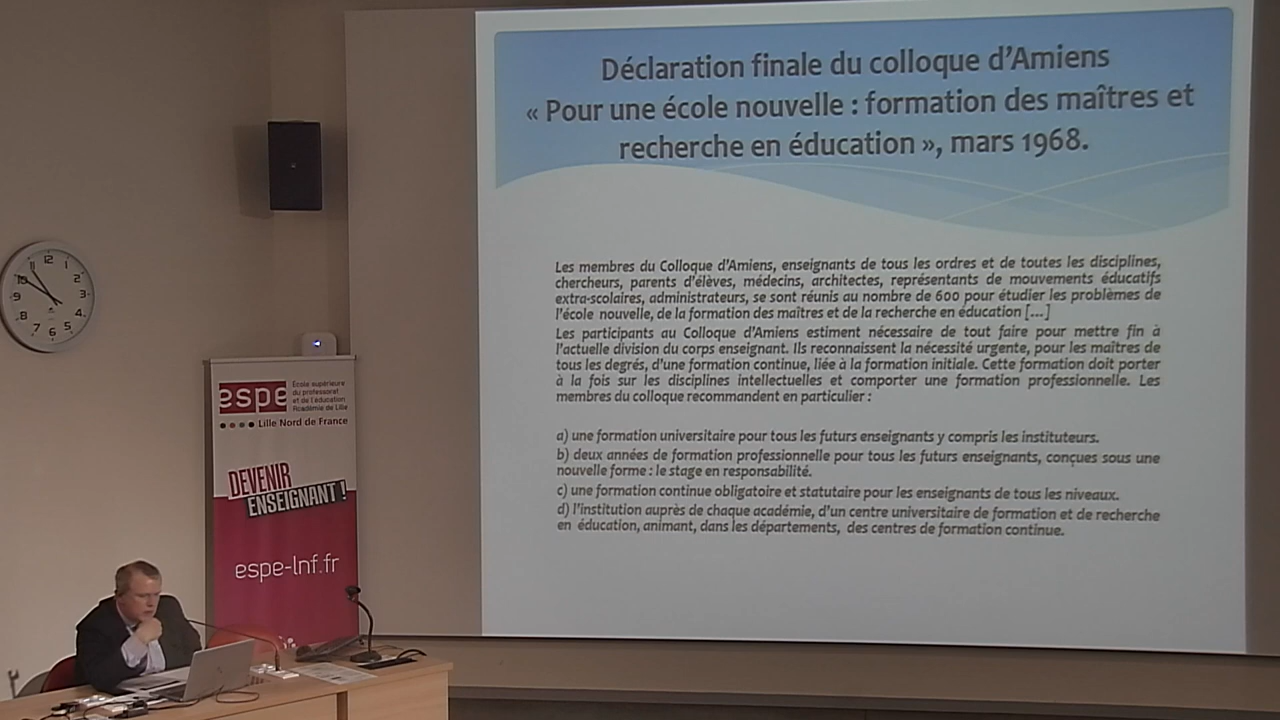 Déclaration finale du colloque d'Amiens
« Pour une école nouvelle : formation des maîtres et
recherche en éducation », mars 1968.
Les membres du Colloque d'Amiens, enseignants de tous les ordres et de toutes les disciplines,
chercheurs, parents d'élèves, médecins, architectes, représentants de mouvements éducatifs
extra-scolaires, administrateurs, se sont réunis au nombre de 600 pour étudier les problèmes de
l'école nouvelle, de la formation des maîtres et de la recherche en éducation [...]
Les participants au Colloque d'Amiens estiment nécessaire de tout faire pour mettre fin à
l'actuelle division du corps enseignant. Ils reconnaissent la nécessité urgente, pour les maîtres de
tous les degrés, d'une formation continue, liée à la formation initiale. Cette formation doit porter
à la fois sur les disciplines intellectuelles et comporter une formation professionnelle. Les
membres du colloque recommandent en particulier :
a) une formation universitaire pour tous les futurs enseignants y compris les instituteurs.
b) deux années de formation professionnelle pour tous les futurs enseignants, conçues sous une
nouvelle forme : le stage en responsabilité.
c) une formation continue obligatoire et statutaire pour les enseignants de tous les niveaux.
d) l'institution auprès de chaque académie, d'un centre universitaire de formation et de recherche
en éducation, animant, dans les départements, des centres de formation continue.
12
1
2
3
4
5
6
7
8
9
10
11
espe
École supérieure
du professorat
et de l'éducation
Académie de Lille
Lille Nord de France
DEVENIR
ENSEIGNANT !
espe-lnf.fr